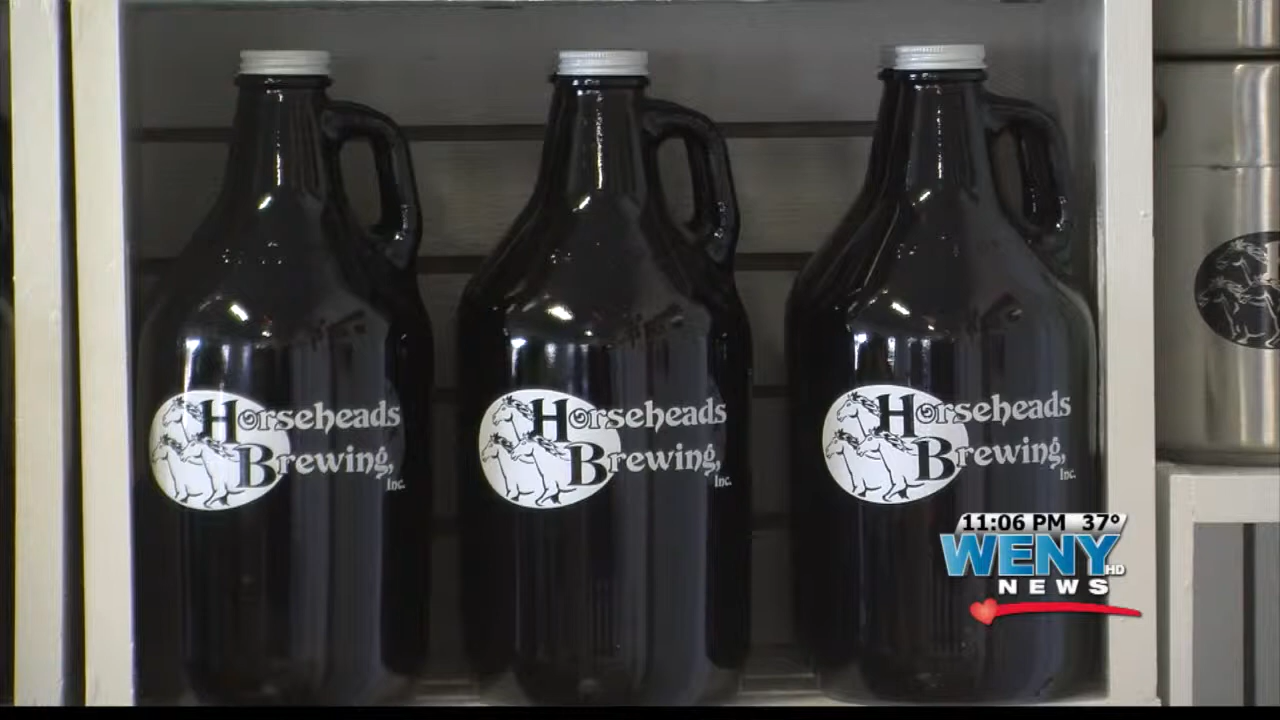 Horseheads
Brewing,
Inc.
Horseheads
Brewing,
Inc.
Horseheads
Brewing,
Inc.
11:06 PM 37°
WENY
HD
NEWS